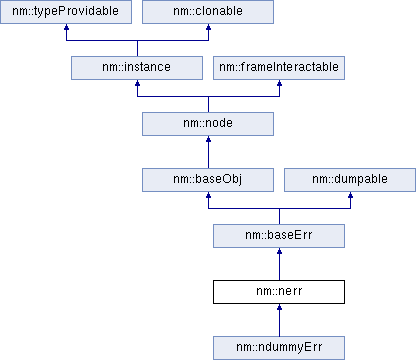 nm::typeProvidable nm::clonable
nm::instance nm::frameInteractable
nm::node
nm::baseObj nm::dumpable
nm::baseErr
nm::nerr
nm::ndummyErr